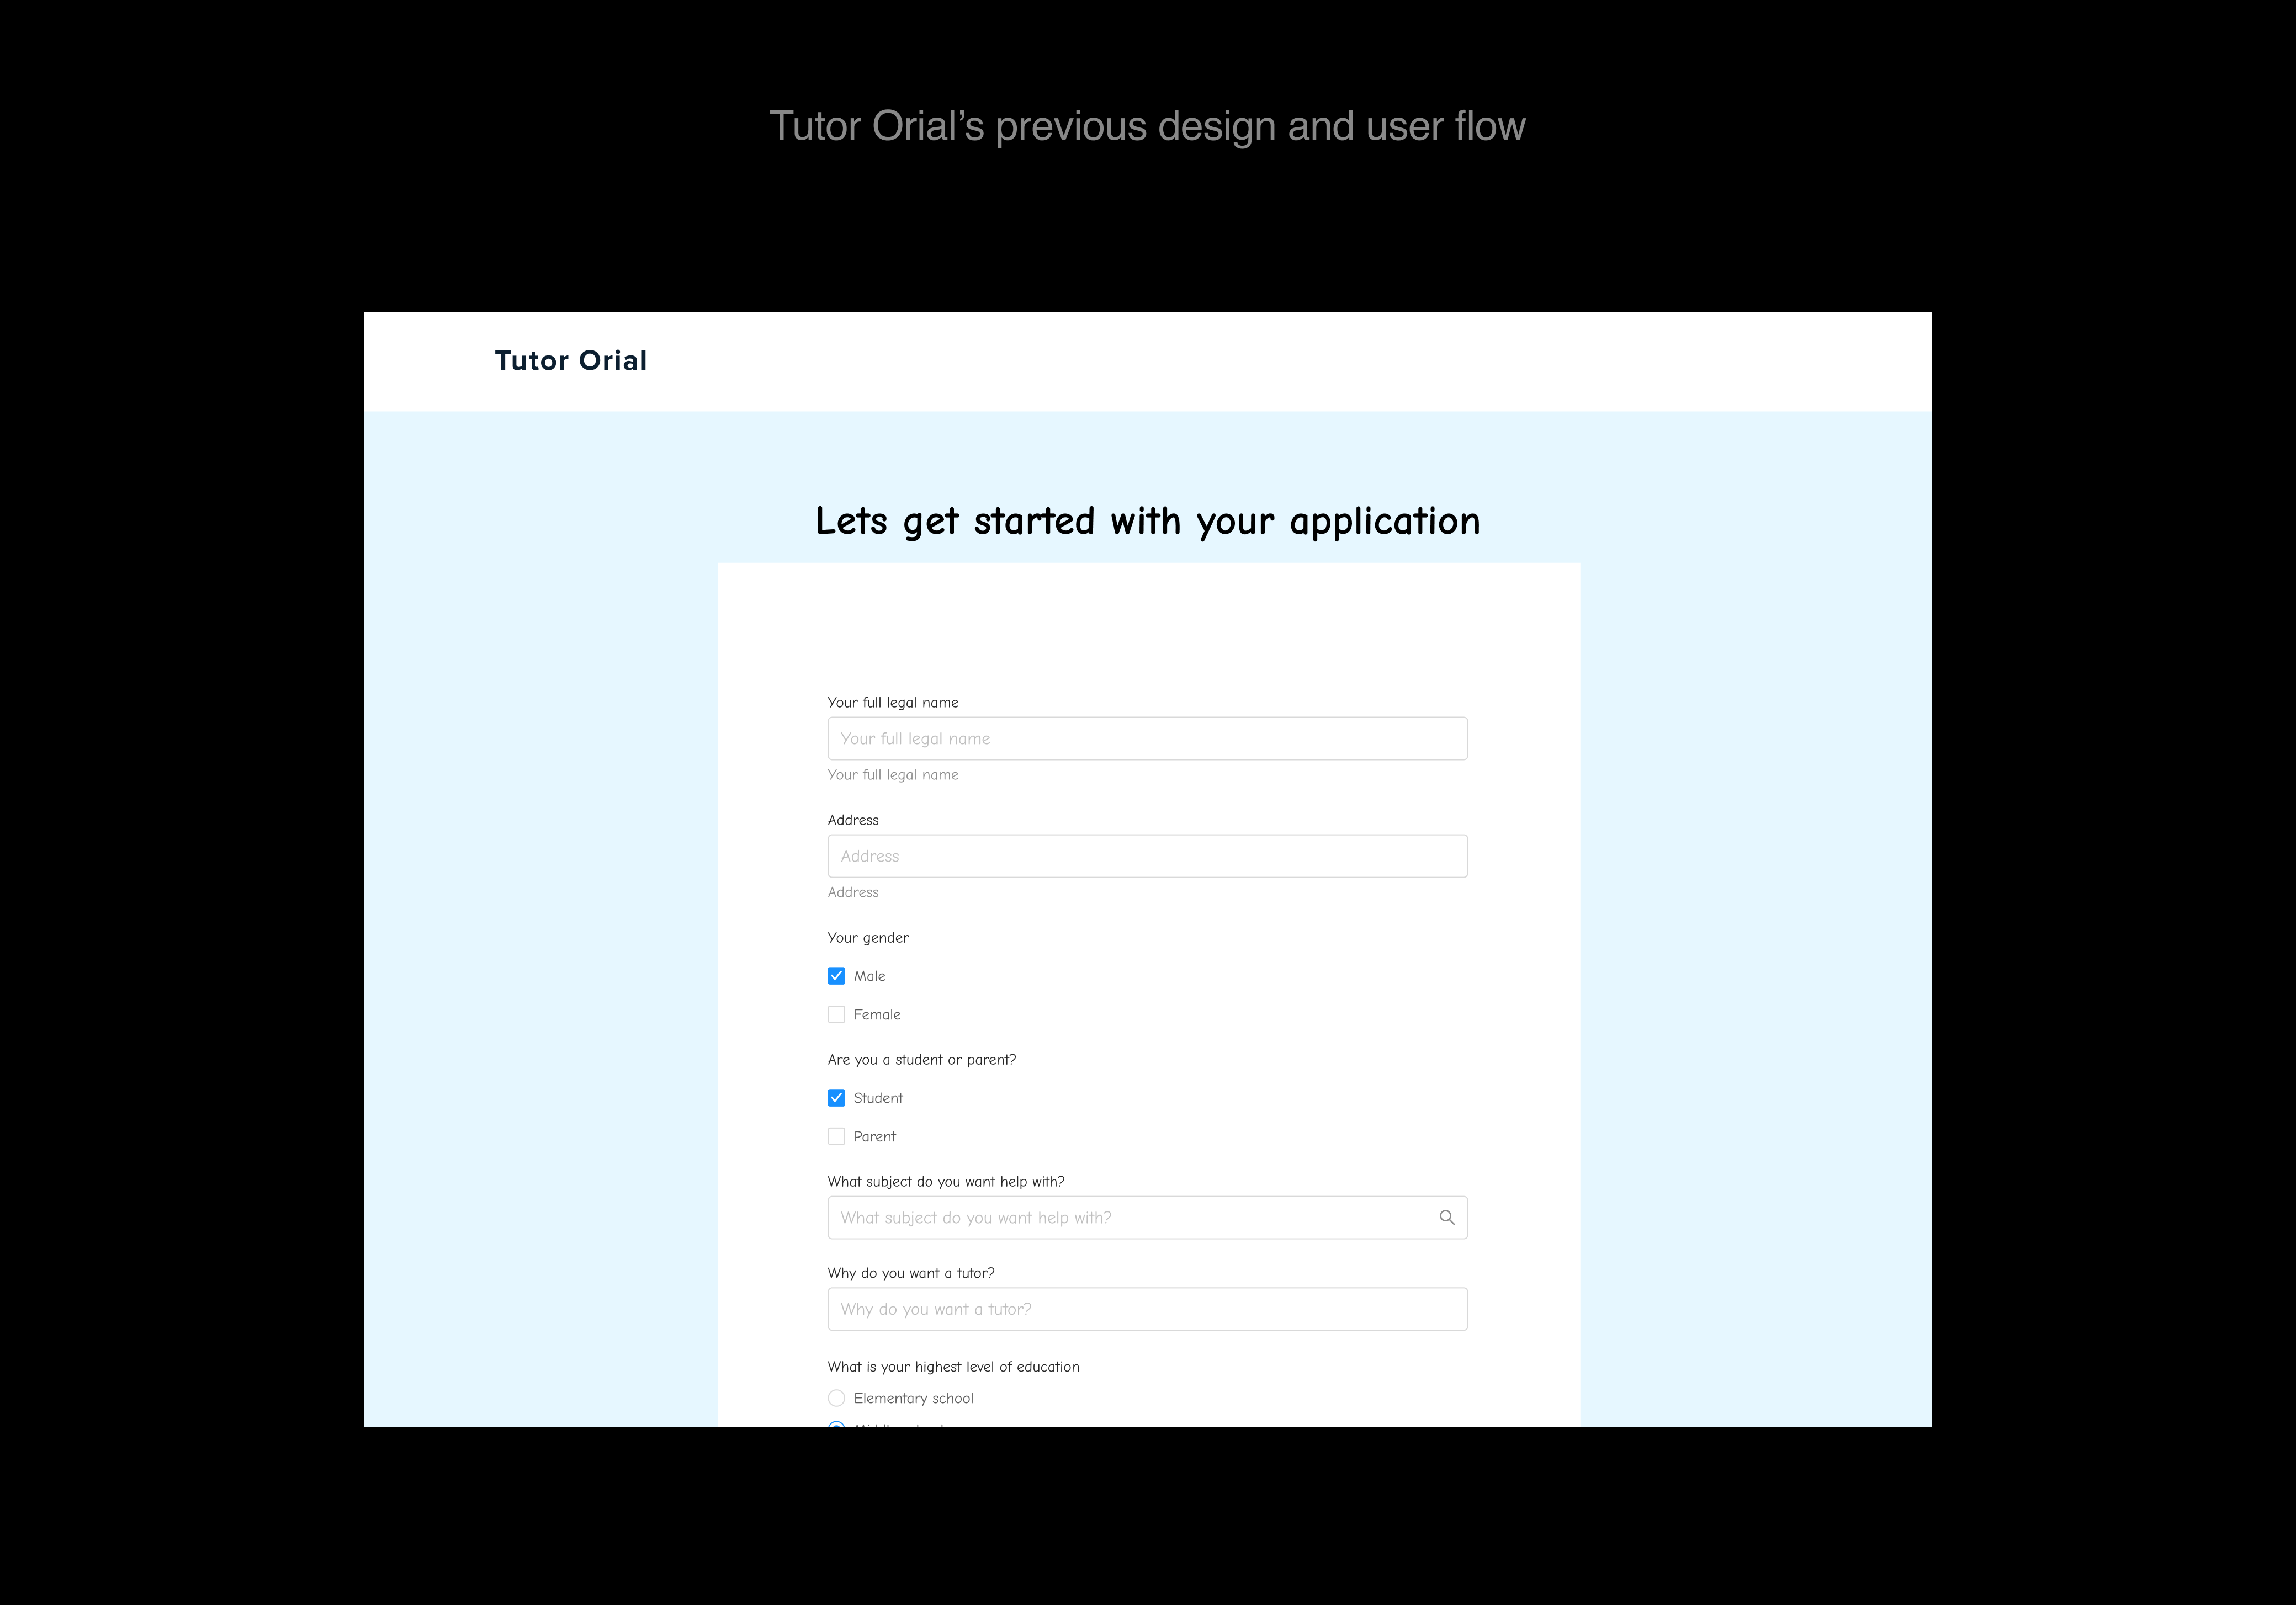 Tutor Orial’s previous design and user flow
Tutor Orial
Lets get started with your application
Your full legal name
Your full legal name
Your full legal name
Address
Address
Address
Your gender
Male
Female
Are you a student or parent?
Student
Parent
What subject do you want help with?
What subject do you want help with?
Why do you want a tutor?
Why do you want a tutor?
What is your highest level of education
Elementary school